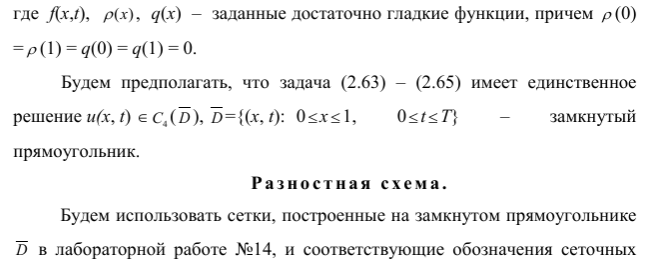 где f(x,t), ρ(x), q(x) – заданные достаточно гладкие функции, причем ρ(0)
=ρ(1) = q(0) = q(1) = 0.
Будем предполагать, что задача (2.63) – (2.65) имеет единственное
решение u(x, t) ∈ C₄(D̅), D̅={(x, t): 0≤x≤1, 0≤t≤T} – замкнутый
прямоугольник.
Разностная схема.
Будем использовать сетки, построенные на замкнутом прямоугольнике
D̅ в лабораторной работе №14, и соответствующие обозначения сеточных